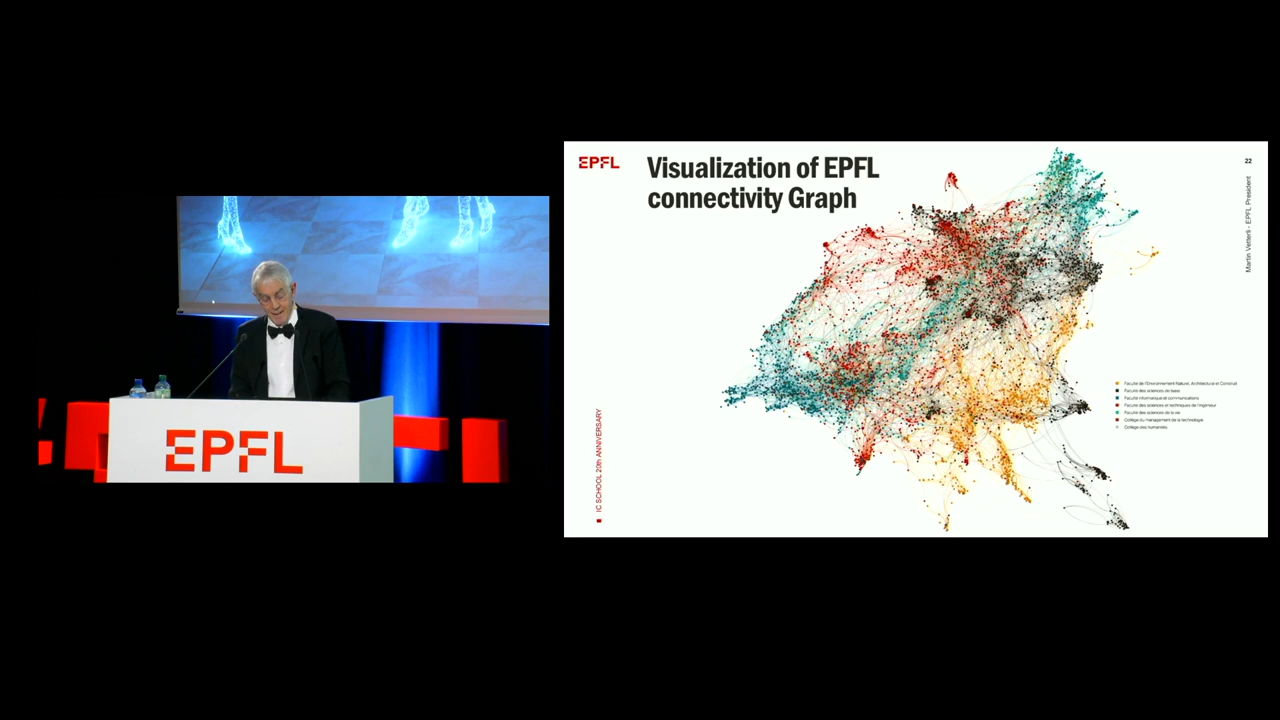 EPFL
EPFL
Visualization of EPFL
connectivity Graph
22
Martin Vetterli - EPFL President
IC SCHOOL 20th ANNIVERSARY
Faculté de l'Environnement Naturel, Architectural et Construit
Faculté des sciences de base
Faculté informatique et communications
Faculté des sciences et techniques de l'ingénieur
Faculté des sciences de la vie
Collège du management de la technologie
Collège des humanités